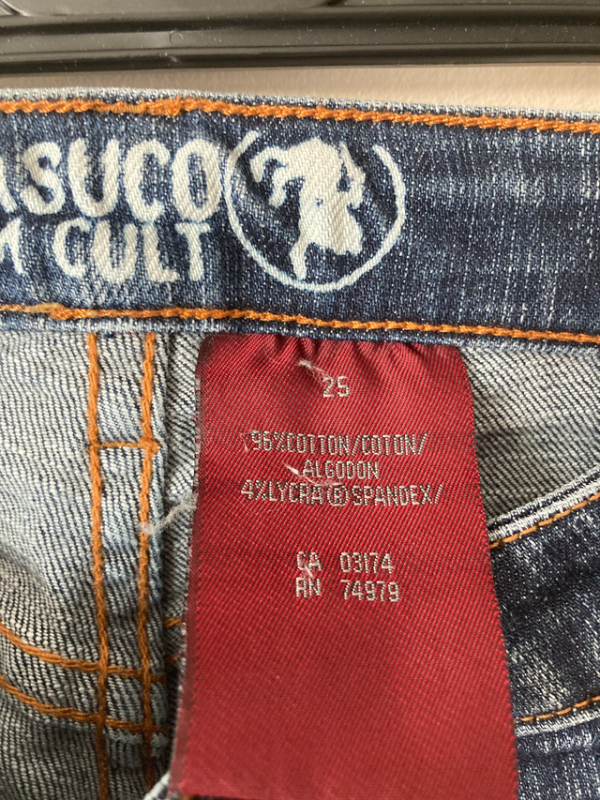 ASUCO
M CULT
25
96%COTTON/COTON/
ALGODON
4%LYCRA®SPANDEX/
CA 03174
RN 74979